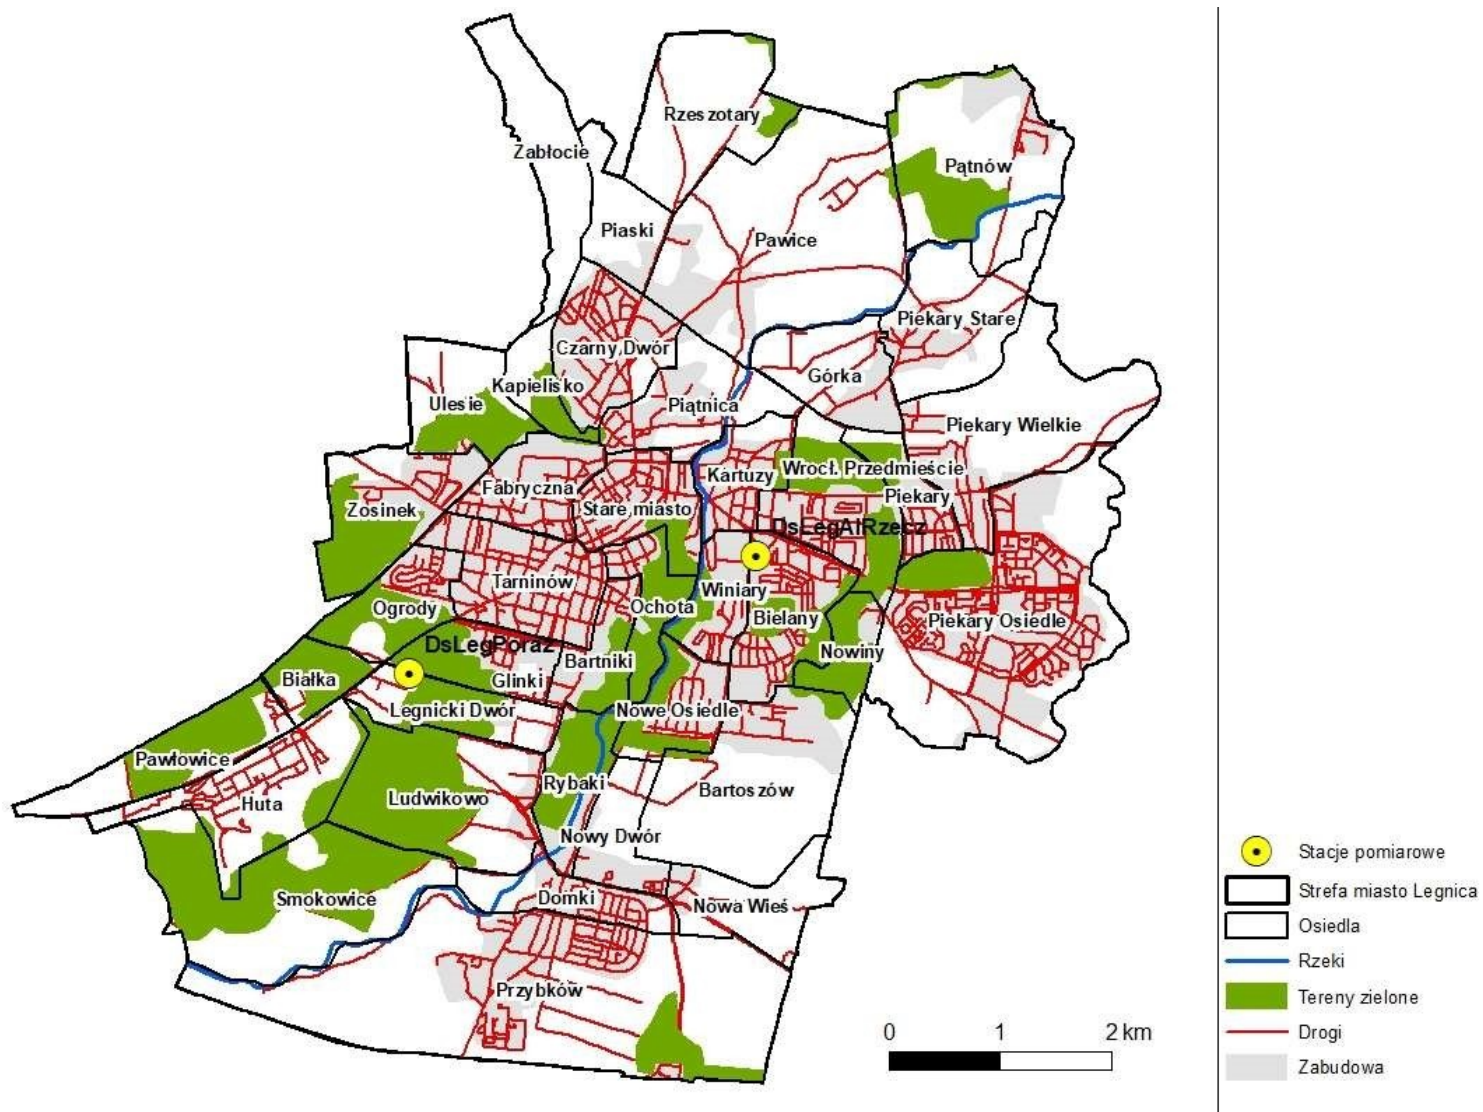 Rzeszotary
Zabłocie
Pątnów
Piaski
Pawice
Piekary Stare
Czarny Dwór
Górka
Kąpielisko
Ulesie
Piątnica
Piekary Wielkie
Kartuzy
Wrocł. Przedmieście
Fabryczna
Piekary
Zosinek
Stare miasto
DsLegAlRzecz
Tarninów
Winiary
Ogrody
Ochota
Bielany
Piekary Osiedle
DsLegPoraz
Nowiny
Bartniki
Białka
Glinki
Legnicki Dwór
Nowe Osiedle
Pawłowice
Rybaki
Bartoszów
Huta
Ludwikowo
Nowy Dwór
Smokowice
Domki
Nowa Wieś
Przybków
0 1 2 km
Stacje pomiarowe
Strefa miasto Legnica
Osiedla
Rzeki
Tereny zielone
Drogi
Zabudowa